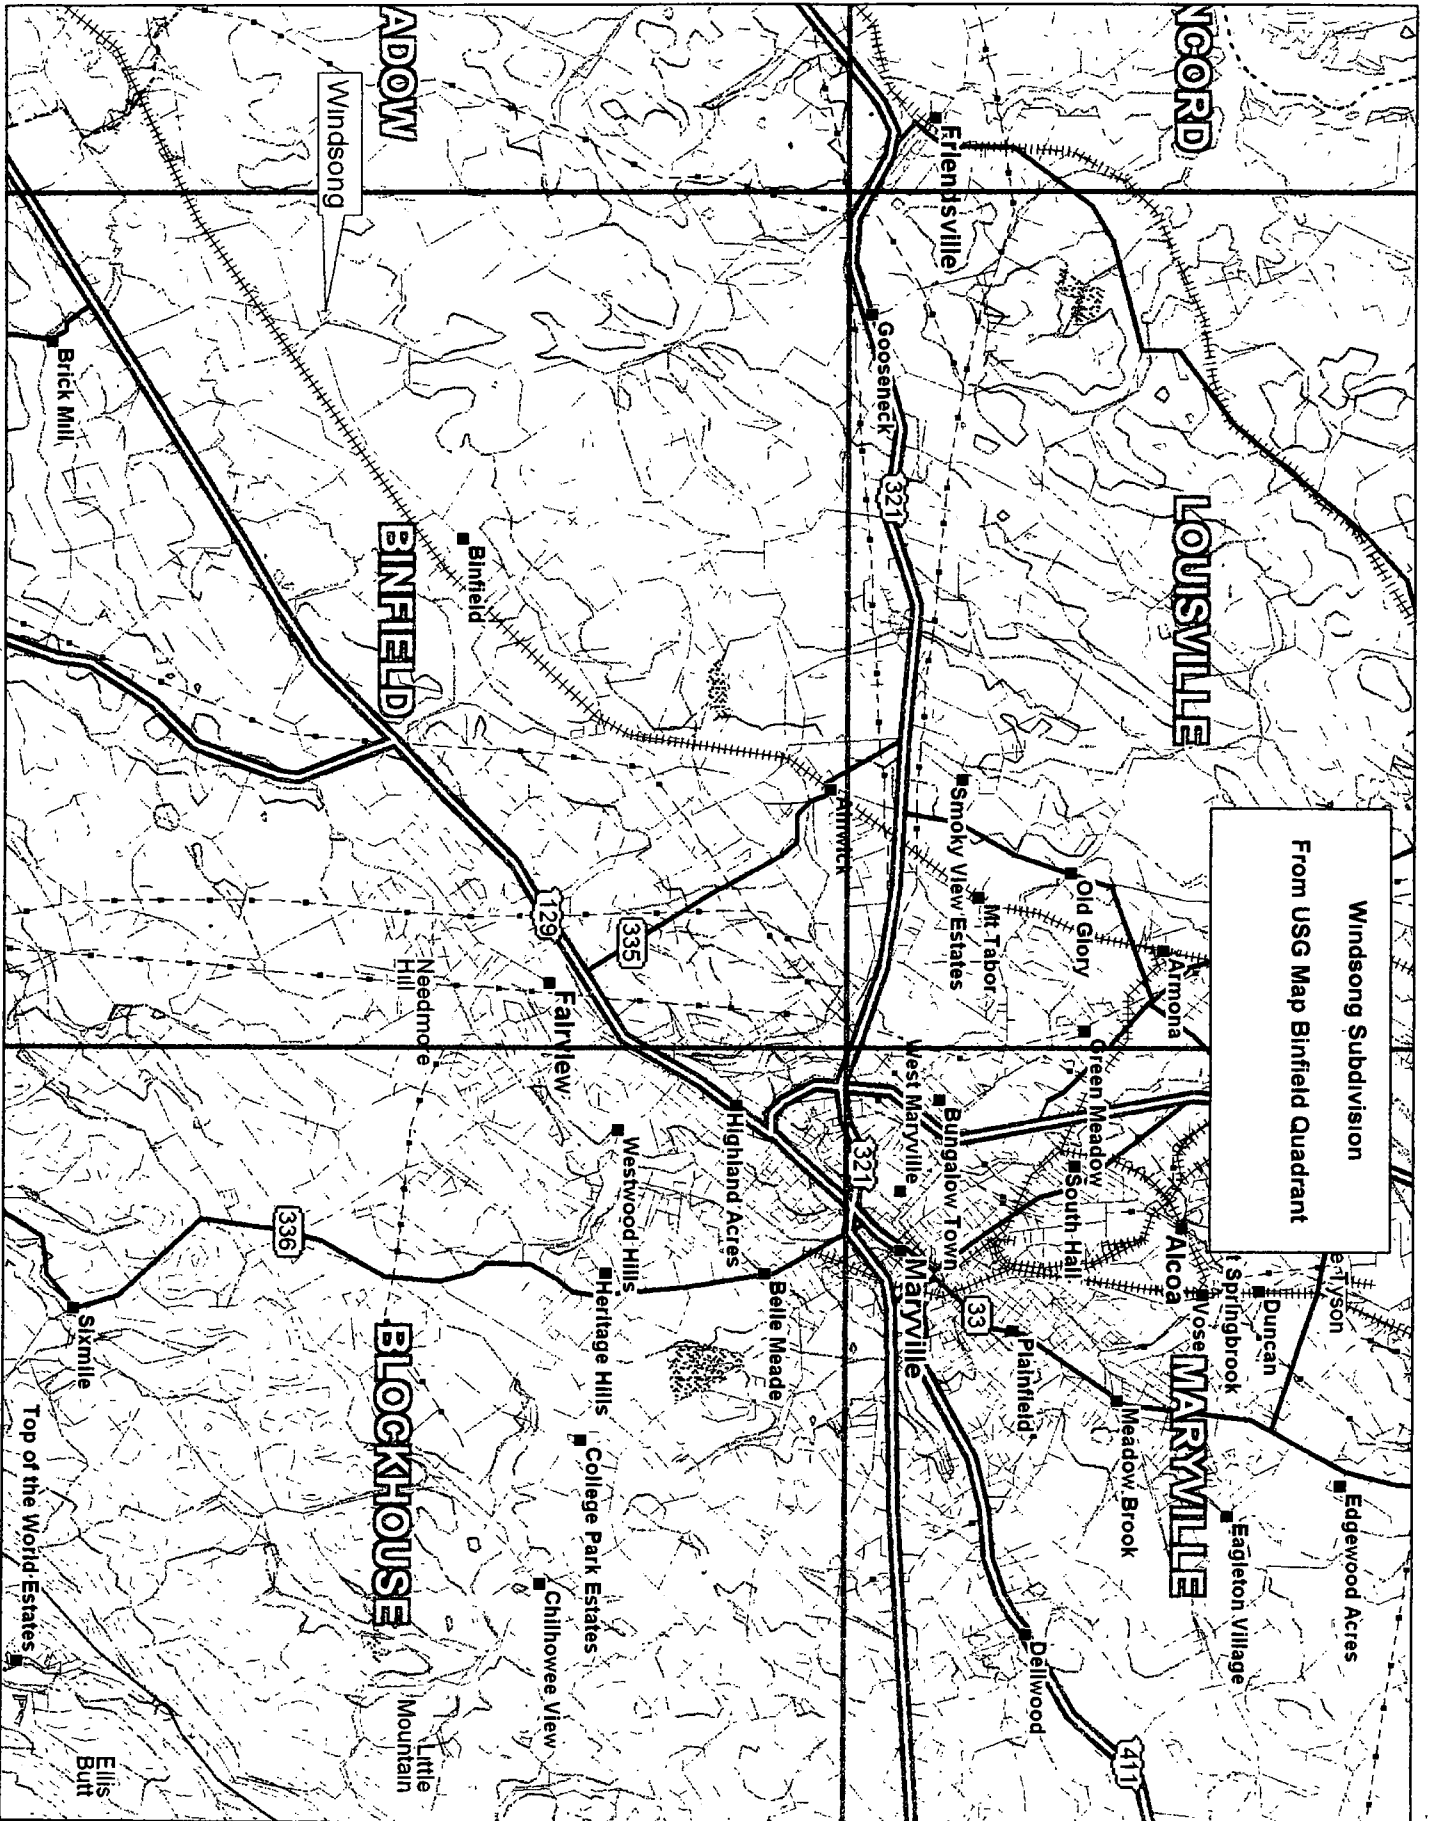 Windsong Subdivision
From USG Map Binfield Quadrant
NCORD
LOUISVILLE
MARYVILLE
ADOW
BINFIELD
BLOCKHOUSE
Windsong
Friendsville
Gooseneck
321
Smoky View Estates
Mt Tabor
Old Glory
Armona
Green Meadow
South Hall
Alcoa
Vose
t Springbrook
Duncan
e-Tyson
Edgewood Acres
Eagleton Village
Meadow Brook
Plainfield
33
Maryville
Bungalow Town
West Maryville
321
Dellwood
411
Alnwick
335
129
Fairview
Needmore
Hill
Highland Acres
Westwood Hills
Belle Meade
Heritage Hills
College Park Estates
Chilhowee View
Little
Mountain
Ellis
Butt
Top of the World Estates
Sixmile
336
Binfield
Brick Mill